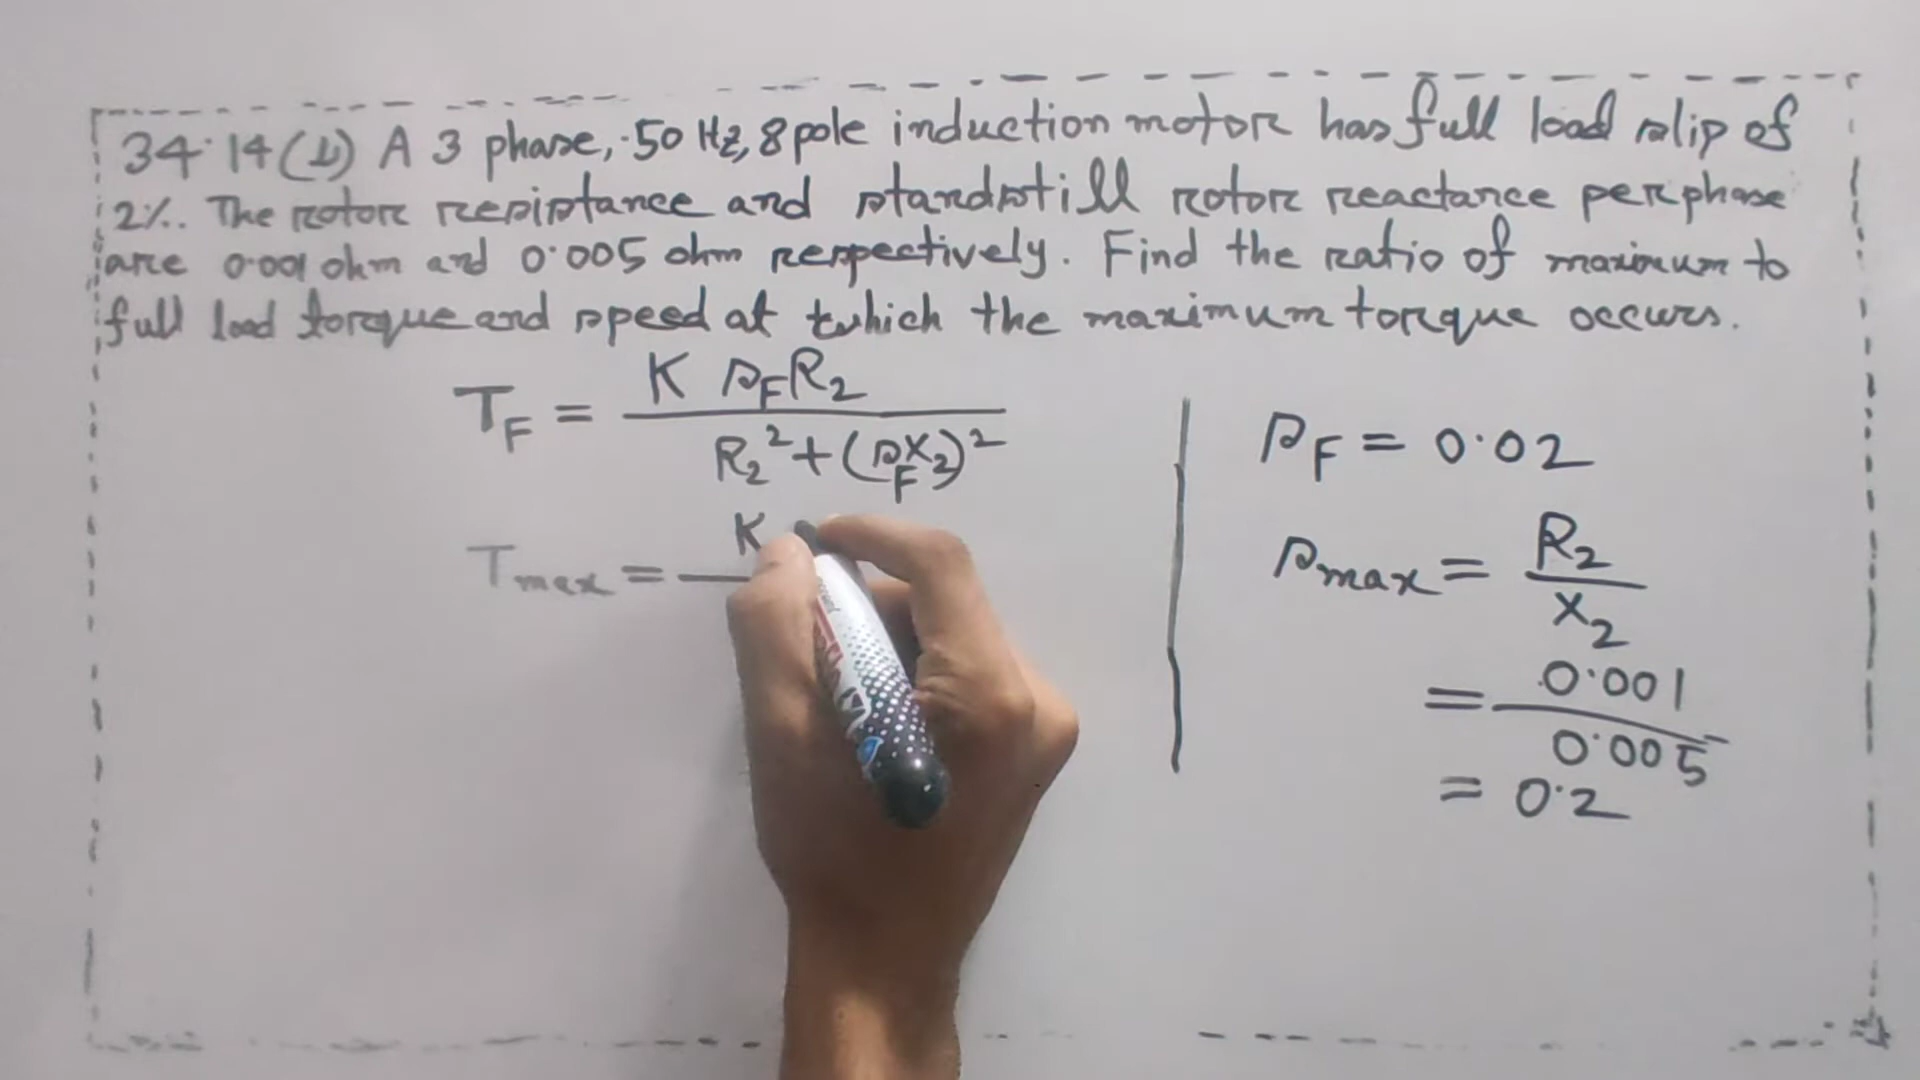 34.14(b) A 3 phase, 50 Hz, 8 pole induction motor has full load slip of
2%. The rotor resistance and standstill rotor reactance per phase
are 0.001 ohm and 0.005 ohm respectively. Find the ratio of maximum to
full load torque and speed at which the maximum torque occurs.
T_F = K s_F R_2 / R_2² + (s_F X_2)²
T_max = K
s_F = 0.02
s_max = R_2 / X_2
= 0.001 / 0.005
= 0.2